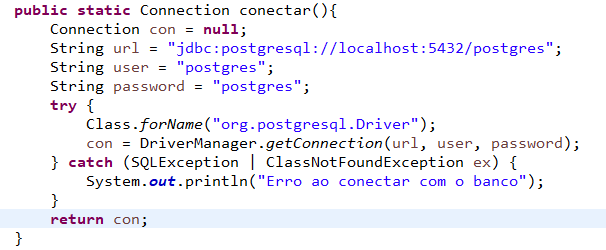 public static Connection conectar(){
Connection con = null;
String url = "jdbc:postgresql://localhost:5432/postgres";
String user = "postgres";
String password = "postgres";
try {
Class.forName("org.postgresql.Driver");
con = DriverManager.getConnection(url, user, password);
} catch (SQLException | ClassNotFoundException ex) {
System.out.println("Erro ao conectar com o banco");
}
return con;
}